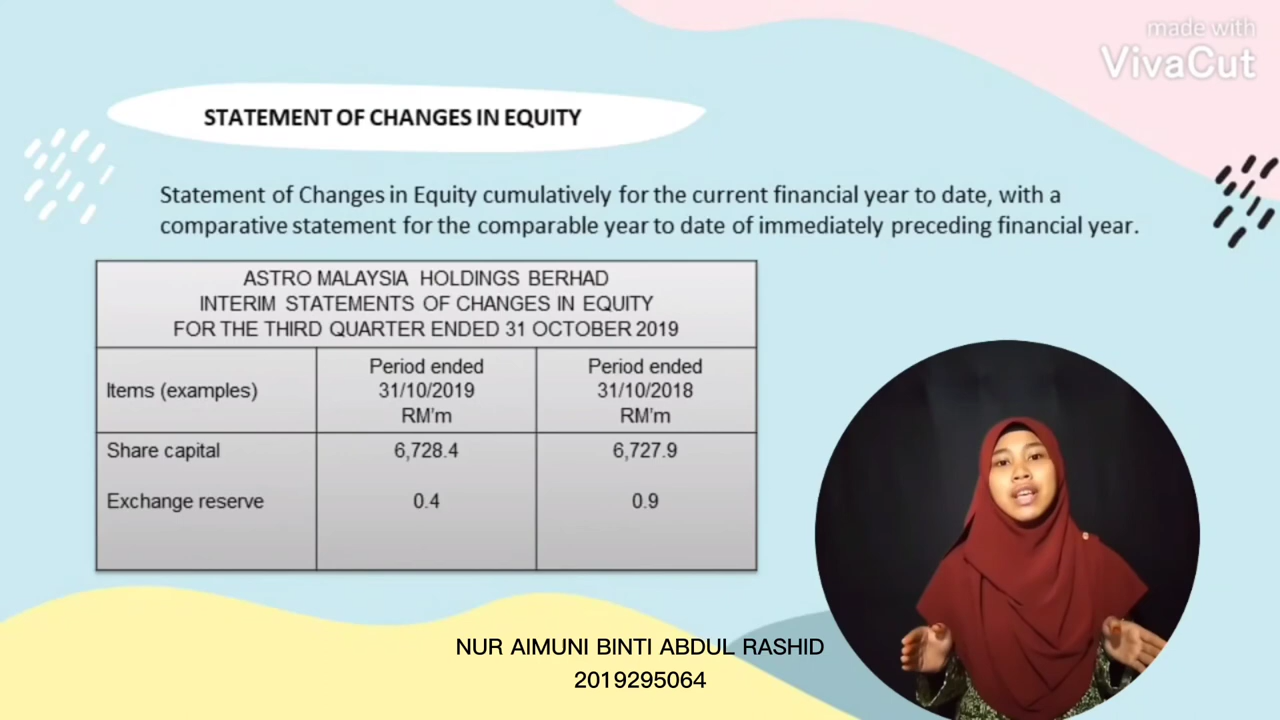 made with
VivaCut
STATEMENT OF CHANGES IN EQUITY
Statement of Changes in Equity cumulatively for the current financial year to date, with a
comparative statement for the comparable year to date of immediately preceding financial year.
ASTRO MALAYSIA HOLDINGS BERHAD
INTERIM STATEMENTS OF CHANGES IN EQUITY
FOR THE THIRD QUARTER ENDED 31 OCTOBER 2019
Items (examples)
Period ended
31/10/2019
RM'm
Period ended
31/10/2018
RM'm
Share capital 6,728.4 6,727.9
Exchange reserve 0.4 0.9
NUR AIMUNI BINTI ABDUL RASHID
2019295064